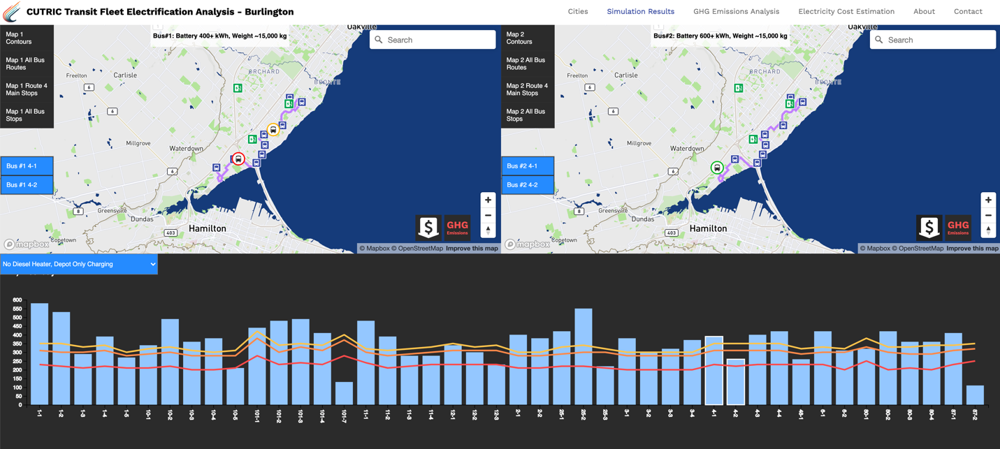 CUTRIC Transit Fleet Electrification Analysis - Burlington
Cities
Simulation Results
GHG Emissions Analysis
Electricity Cost Estimation
About
Contact
Map 1
Contours
Map 1 All Bus
Routes
Map 1 Route 4
Main Stops
Map 1 All Bus
Stops
Bus #1 4-1
Bus #1 4-2
Bus#1: Battery 400+ kWh, Weight ~15,000 kg
Search
Oakville
ORCHARD
BRONTE
Freelton
Carlisle
6
6
Millgrove
Waterdown
6
8
Greensville
Dundas
403
Hamilton
Copetown
mapbox
$
GHG
Emissions
© Mapbox © OpenStreetMap Improve this map
Map 2
Contours
Map 2 All Bus
Routes
Map 2 Route 4
Main Stops
Map 2 All Bus
Stops
Bus #2 4-1
Bus #2 4-2
Bus#2: Battery 600+ kWh, Weight ~15,000 kg
Search
Oakville
ORCHARD
BRONTE
Freelton
Carlisle
6
6
Millgrove
Waterdown
6
8
Greensville
Dundas
403
Hamilton
Copetown
mapbox
$
GHG
Emissions
© Mapbox © OpenStreetMap Improve this map
No Diesel Heater, Depot Only Charging
600
550
500
450
400
350
300
250
200
150
100
50
0
1-1
1-2
1-3
1-4
1-5
10-1
10-2
10-3
10-4
10-5
101-1
101-2
101-3
101-4
101-7
11-1
11-2
11-3
11-4
12-1
12-2
12-3
2-1
2-2
25-1
25-2
25-3
3-1
3-2
3-3
3-4
4-1
4-2
4-3
4-4
48-1
6-1
6-2
80-1
80-2
80-3
80-4
87-1
87-2